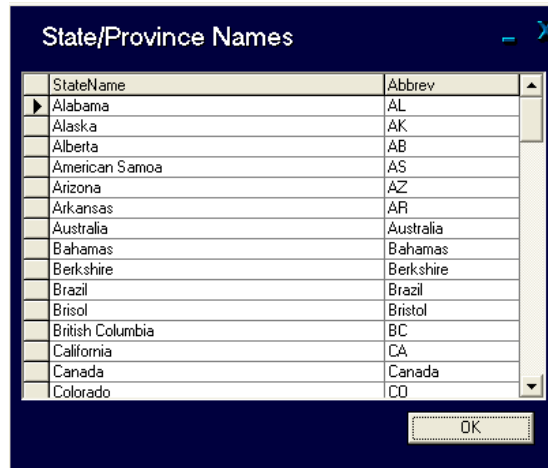 State/Province Names
StateName Abbrev
Alabama AL
Alaska AK
Alberta AB
American Samoa AS
Arizona AZ
Arkansas AR
Australia Australia
Bahamas Bahamas
Berkshire Berkshire
Brazil Brazil
Brisol Bristol
British Columbia BC
California CA
Canada Canada
Colorado CO
OK